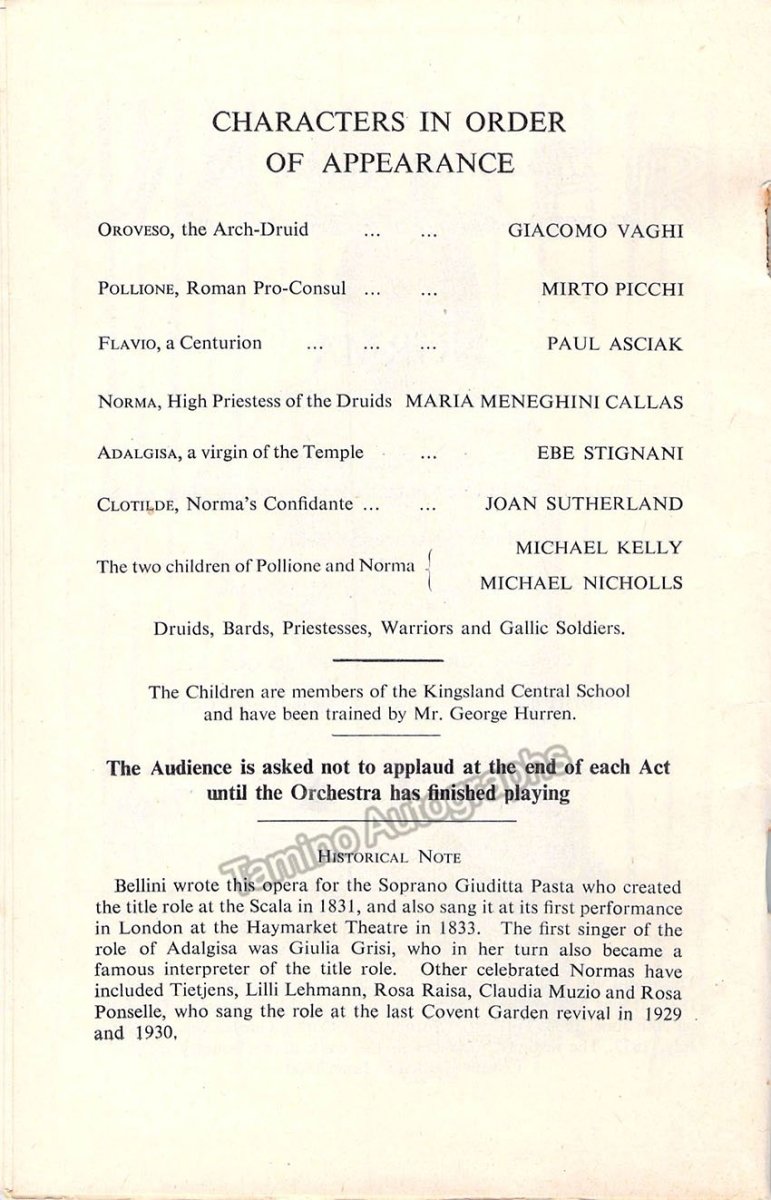 CHARACTERS IN ORDER
OF APPEARANCE
OROVESO, the Arch-Druid ... ... GIACOMO VAGHI
POLLIONE, Roman Pro-Consul ... ... MIRTO PICCHI
FLAVIO, a Centurion ... ... ... PAUL ASCIAK
NORMA, High Priestess of the Druids MARIA MENEGHINI CALLAS
ADALGISA, a virgin of the Temple ... EBE STIGNANI
CLOTILDE, Norma's Confidante ... ... JOAN SUTHERLAND
The two children of Pollione and Norma { MICHAEL KELLY
MICHAEL NICHOLLS
Druids, Bards, Priestesses, Warriors and Gallic Soldiers.
The Children are members of the Kingsland Central School
and have been trained by Mr. George Hurren.
The Audience is asked not to applaud at the end of each Act
until the Orchestra has finished playing
Tamino Autographs
HISTORICAL NOTE
Bellini wrote this opera for the Soprano Giuditta Pasta who created
the title role at the Scala in 1831, and also sang it at its first performance
in London at the Haymarket Theatre in 1833. The first singer of the
role of Adalgisa was Giulia Grisi, who in her turn also became a
famous interpreter of the title role. Other celebrated Normas have
included Tietjens, Lilli Lehmann, Rosa Raisa, Claudia Muzio and Rosa
Ponselle, who sang the role at the last Covent Garden revival in 1929
and 1930,